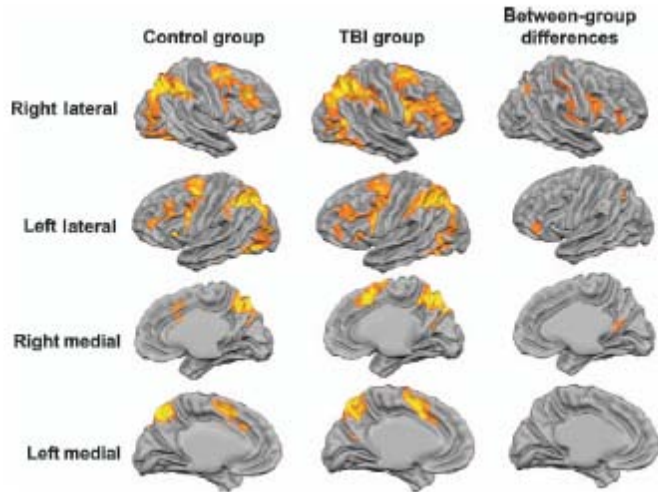 Control group
TBI group
Between-group
differences
Right lateral
Left lateral
Right medial
Left medial